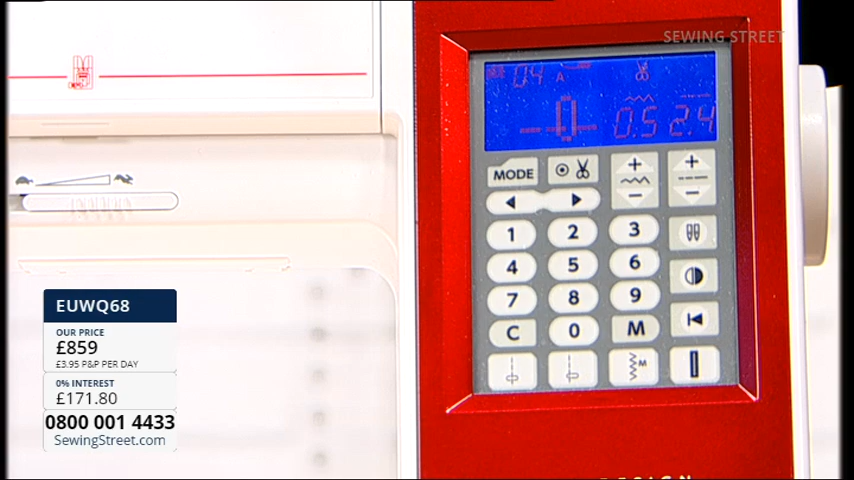 SEWING STREET
04 A
0.5 2.4
MODE
+ +
- -
1 2 3
4 5 6
7 8 9
C 0 M
M
EUWQ68
OUR PRICE
£859
£3.95 P&P PER DAY
0% INTEREST
£171.80
0800 001 4433
SewingStreet.com
DESIGN